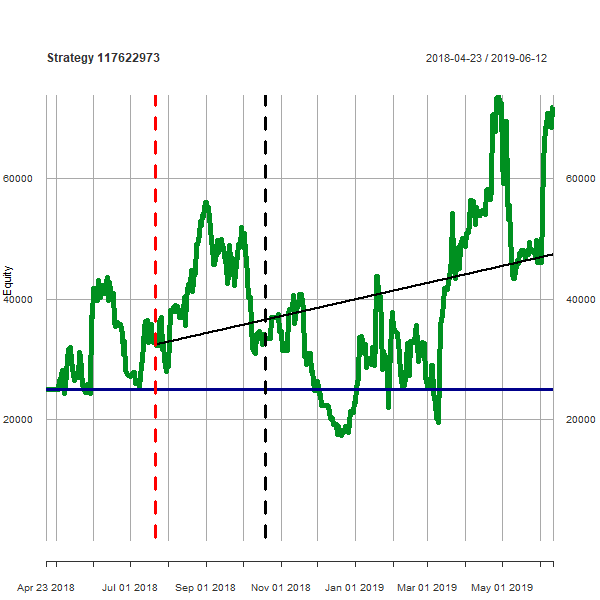 Strategy 117622973
2018-04-23 / 2019-06-12
60000
60000
Equity
40000
40000
20000
20000
Apr 23 2018
Jul 01 2018
Sep 01 2018
Nov 01 2018
Jan 01 2019
Mar 01 2019
May 01 2019